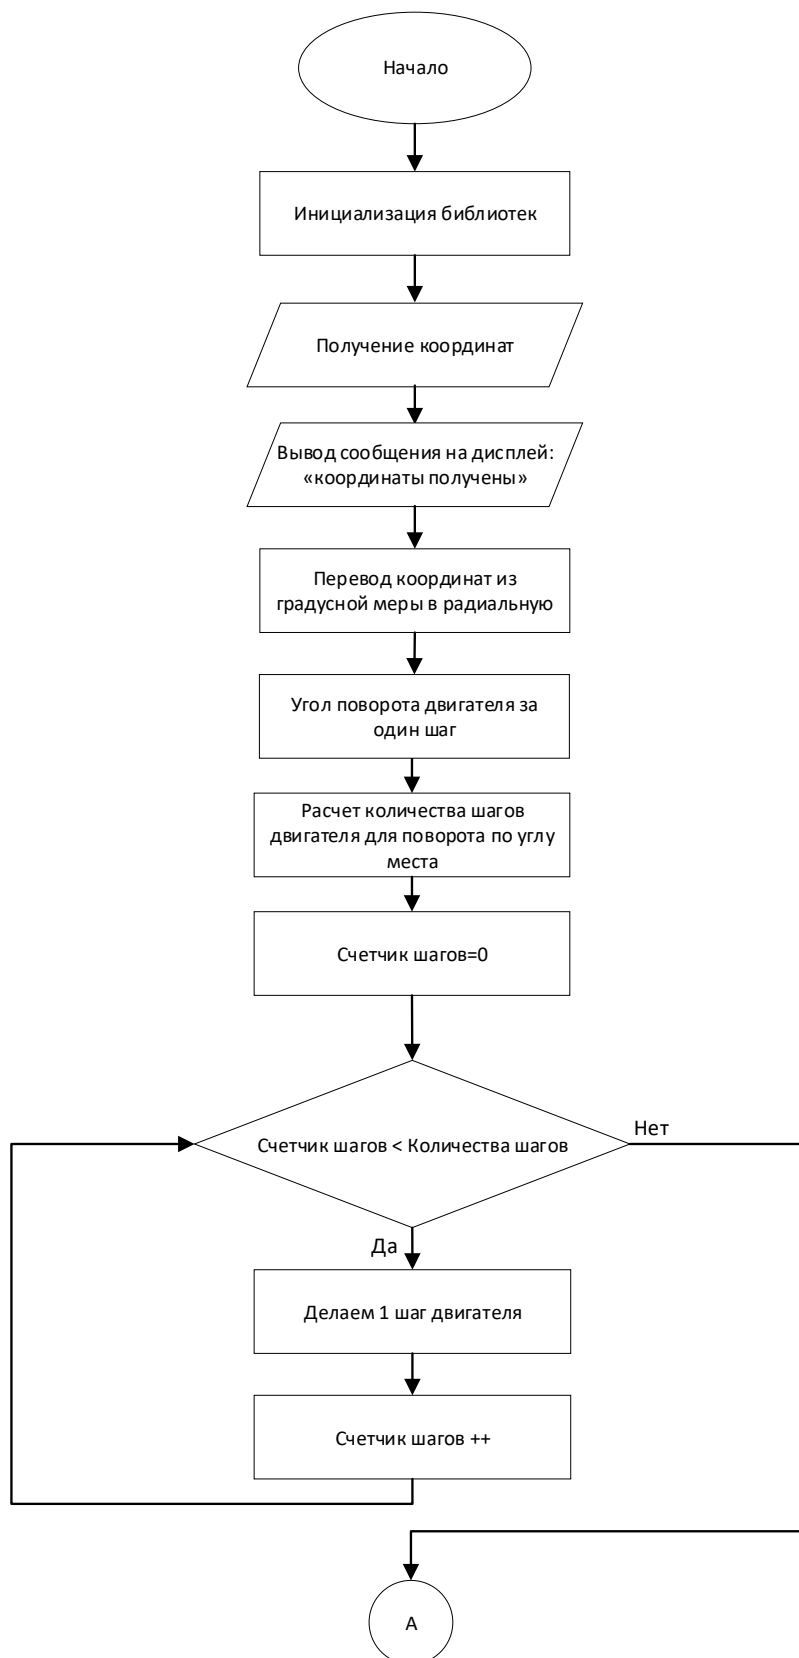 Начало
Инициализация библиотек
Получение координат
Вывод сообщения на дисплей:
«координаты получены»
Перевод координат из
градусной меры в радиальную
Угол поворота двигателя за
один шаг
Расчет количества шагов
двигателя для поворота по углу
места
Счетчик шагов=0
Счетчик шагов < Количества шагов
Нет
Да
Делаем 1 шаг двигателя
Счетчик шагов ++
А